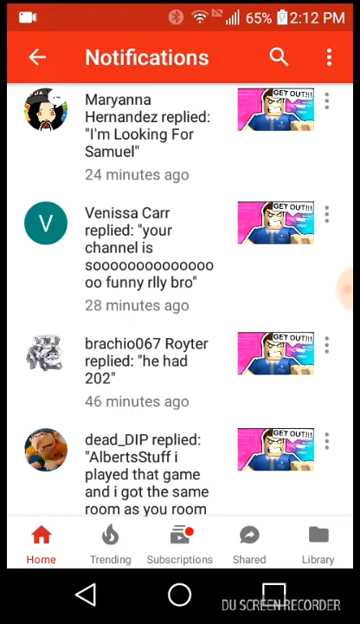 65% 2:12 PM
Notifications
Maryanna
Hernandez replied:
"I'm Looking For
Samuel"
24 minutes ago
GET OUT!!!
V
Venissa Carr
replied: "your
channel is
soooooooooooooo
oo funny rlly bro"
28 minutes ago
GET OUT!!!
brachio067 Royter
replied: "he had
202"
46 minutes ago
GET OUT!!!
dead_DIP replied:
"AlbertsStuff i
played that game
and i got the same
room as you room
GET OUT!!!
Home
Trending
Subscriptions
Shared
Library
DU SCREEN RECORDER